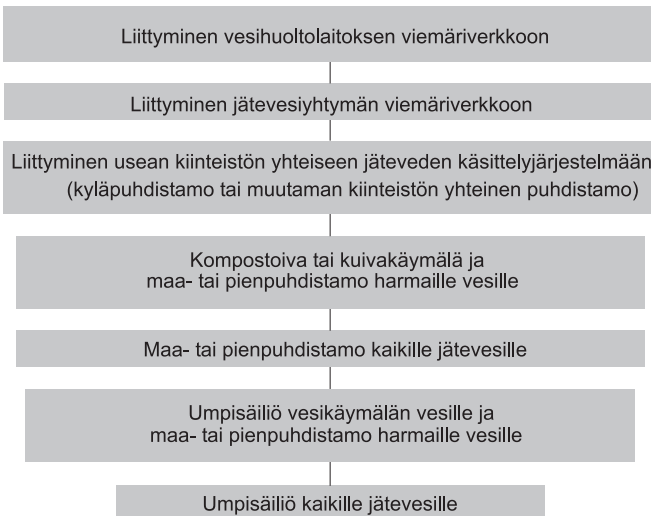 Liittyminen vesihuoltolaitoksen viemäriverkkoon
Liittyminen jätevesiyhtymän viemäriverkkoon
Liittyminen usean kiinteistön yhteiseen jäteveden käsittelyjärjestelmään
(kyläpuhdistamo tai muutaman kiinteistön yhteinen puhdistamo)
Kompostoiva tai kuivakäymälä ja
maa- tai pienpuhdistamo harmaille vesille
Maa- tai pienpuhdistamo kaikille jätevesille
Umpisäiliö vesikäymälän vesille ja
maa- tai pienpuhdistamo harmaille vesille
Umpisäiliö kaikille jätevesille